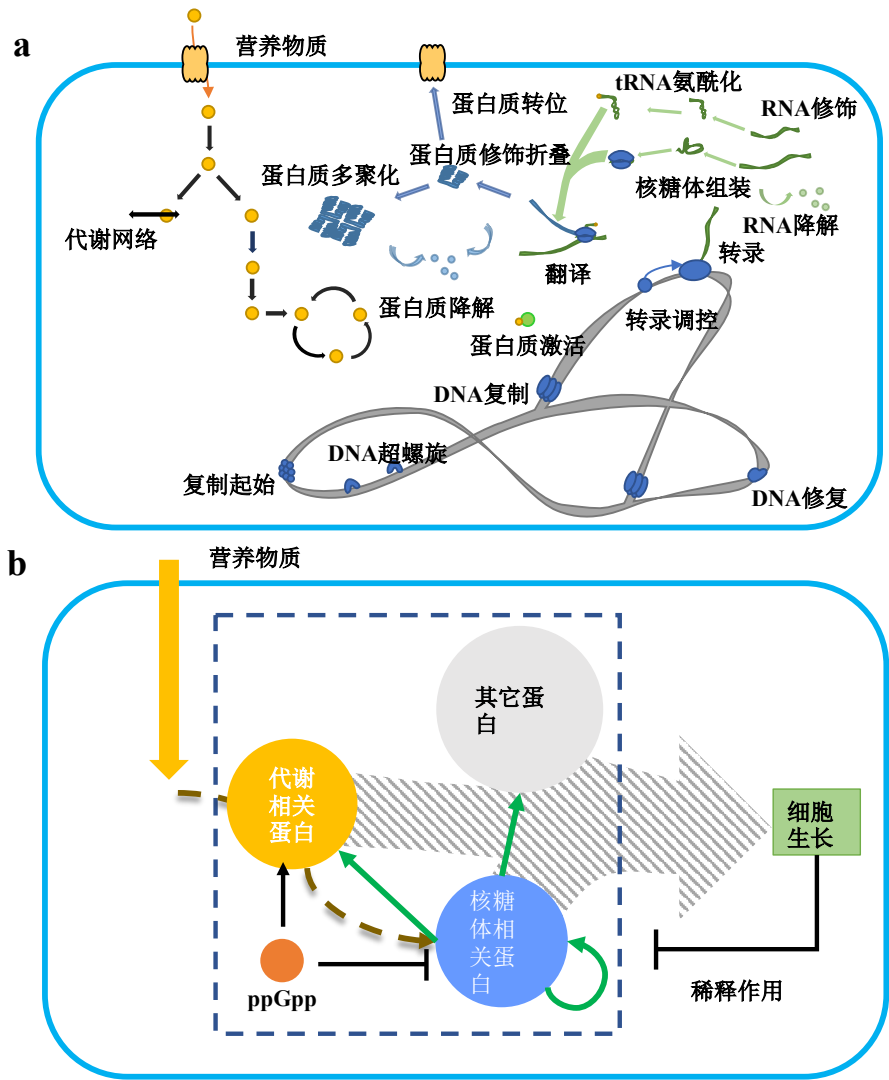 a
营养物质
tRNA氨酰化
蛋白质转位
RNA修饰
蛋白质修饰折叠
蛋白质多聚化
核糖体组装
RNA降解
代谢网络
转录
翻译
蛋白质降解
转录调控
蛋白质激活
DNA复制
DNA超螺旋
复制起始
DNA修复
b
营养物质
其它蛋
白
代谢
相关
蛋白
细胞
生长
核糖
体相
关蛋
白
ppGpp
稀释作用